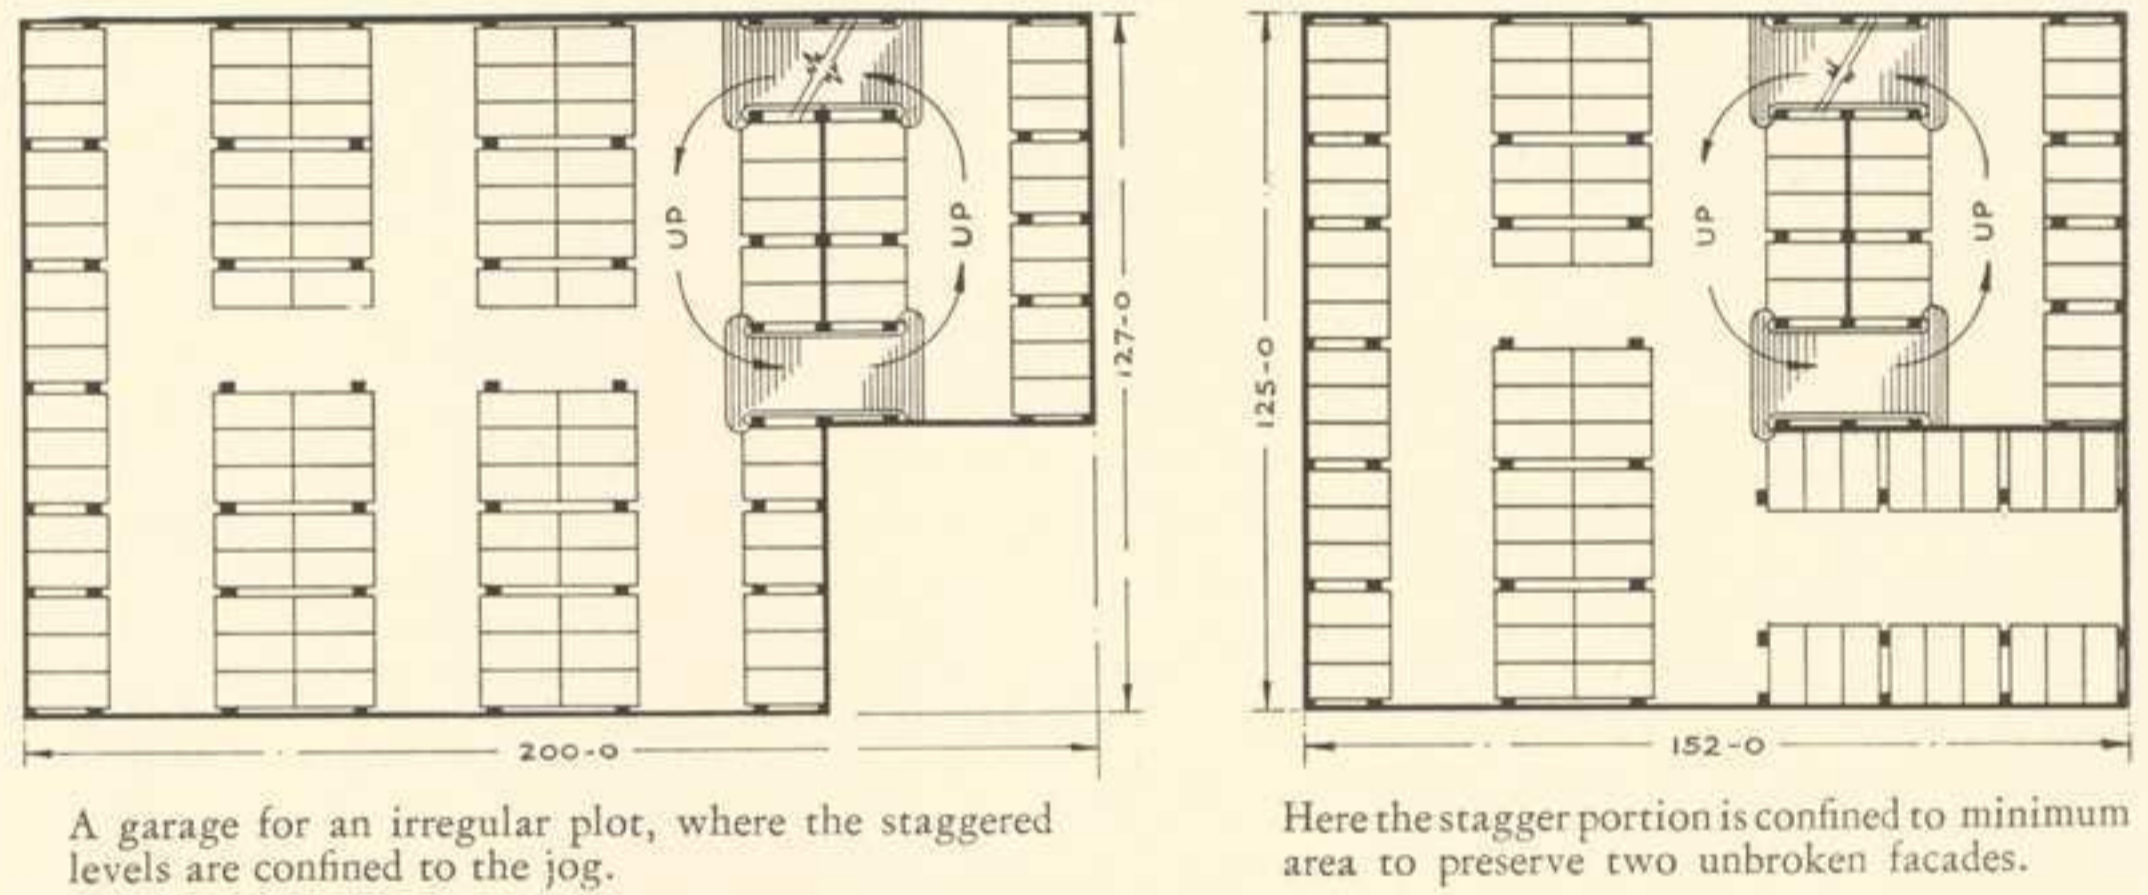 UP
UP
127-0
200-0
A garage for an irregular plot, where the staggered
levels are confined to the jog.
UP
UP
125-0
152-0
Here the stagger portion is confined to minimum
area to preserve two unbroken facades.